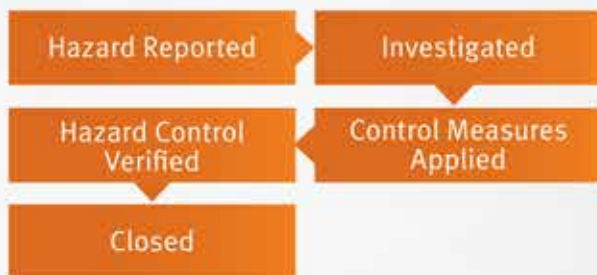 Hazard Reported
Investigated
Control Measures
Applied
Hazard Control
Verified
Closed